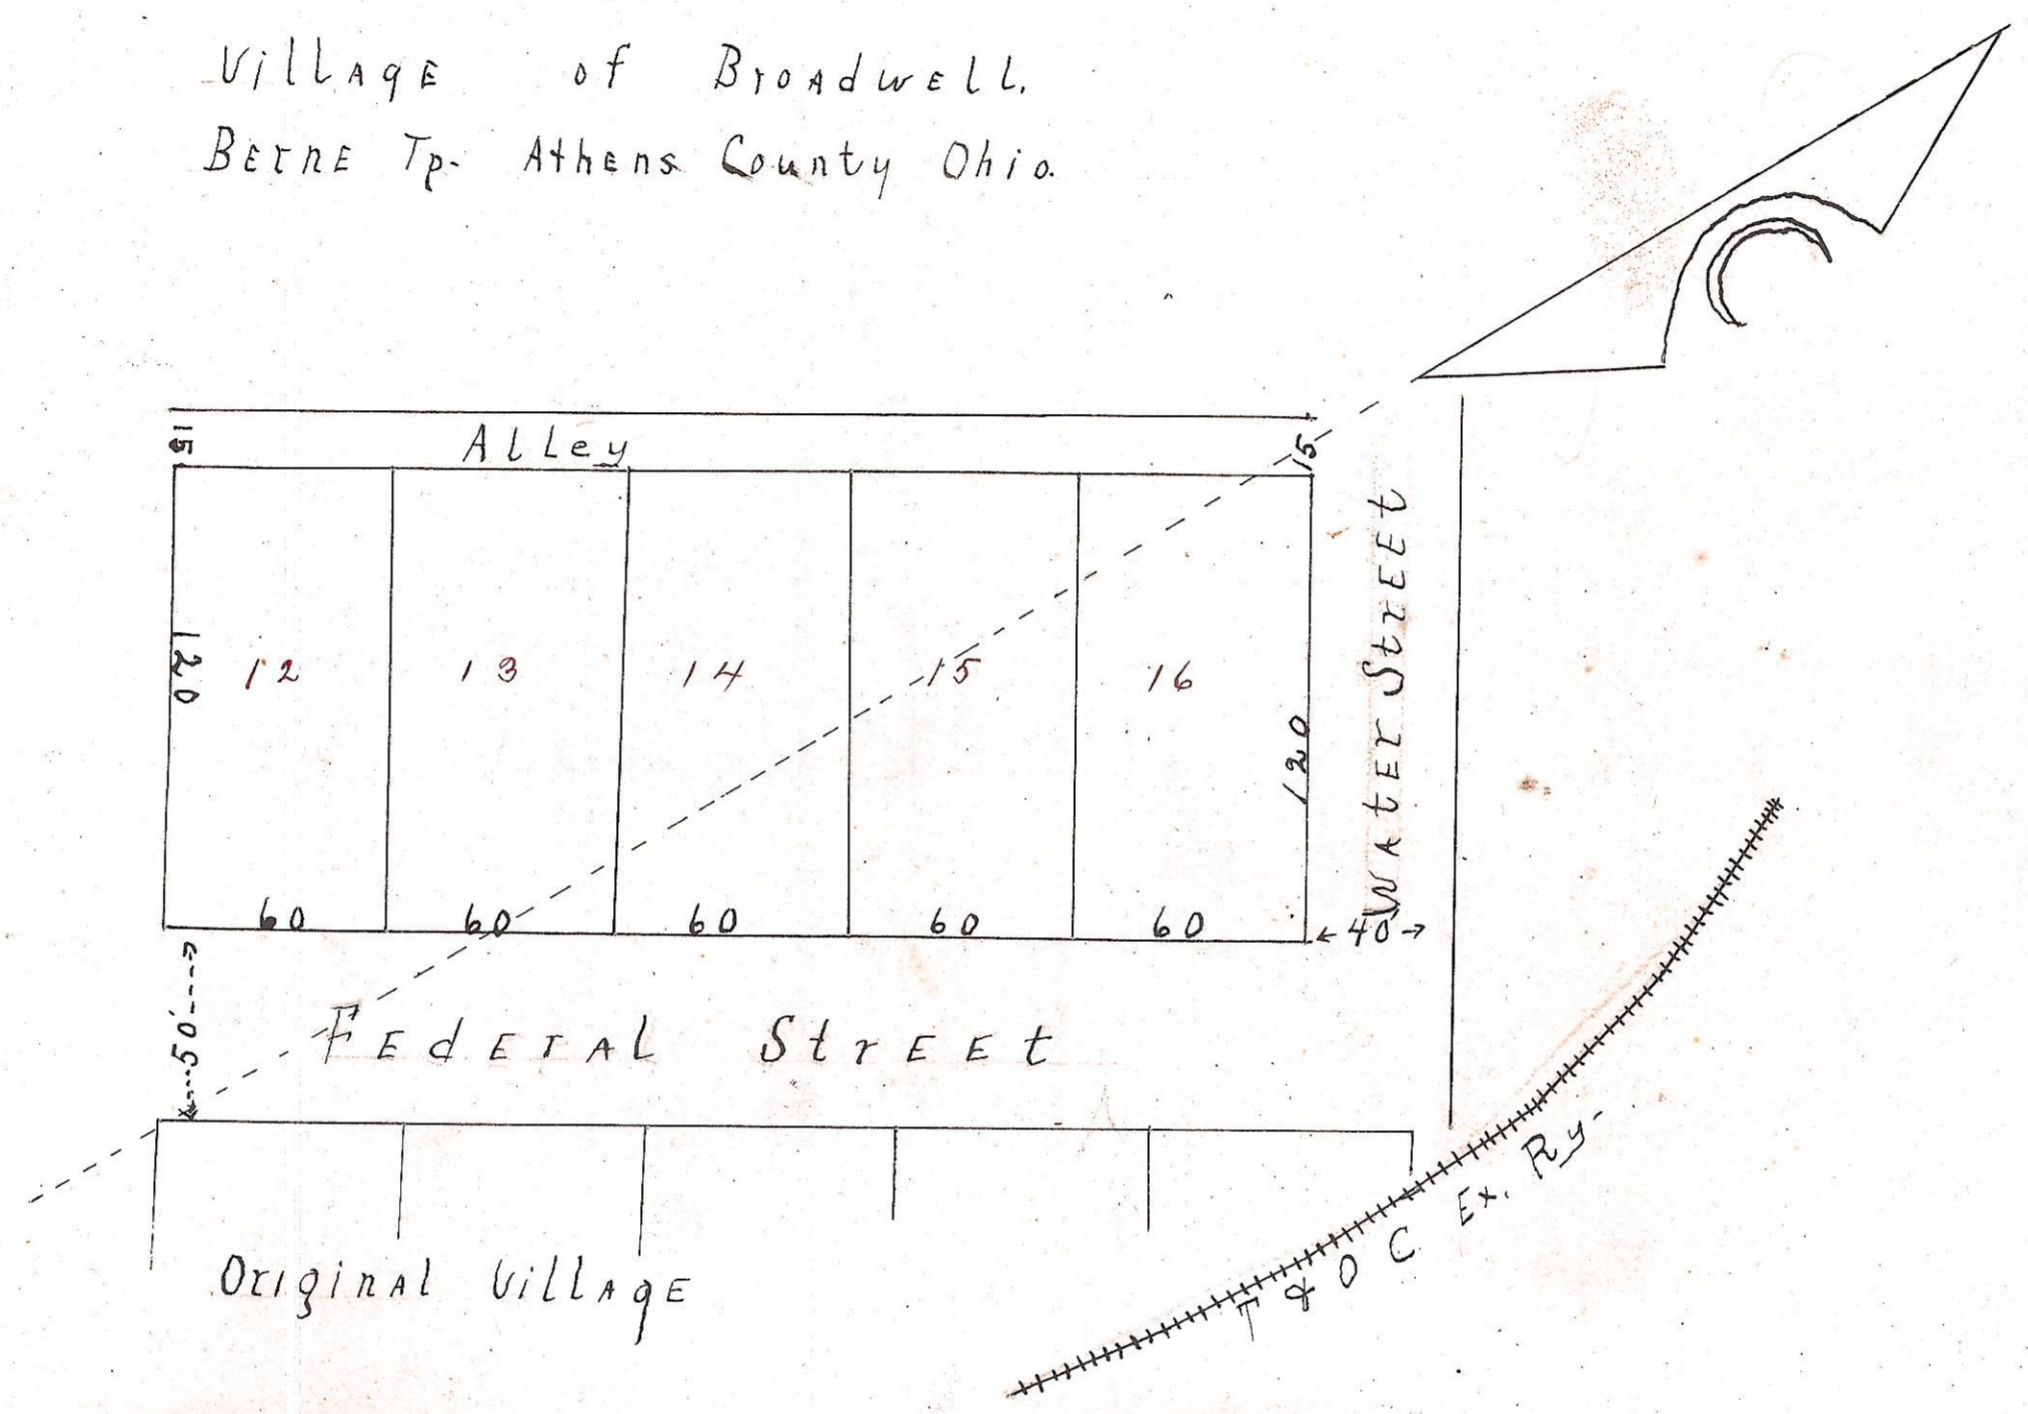 Village of Broadwell.
Berne Tp. Athens County Ohio.
15
Alley
15
120
12
13
14
15
16
120
Water Street
60
60
60
60
60
40
50
Federal Street
Original Village
T & O C Ex. Ry.